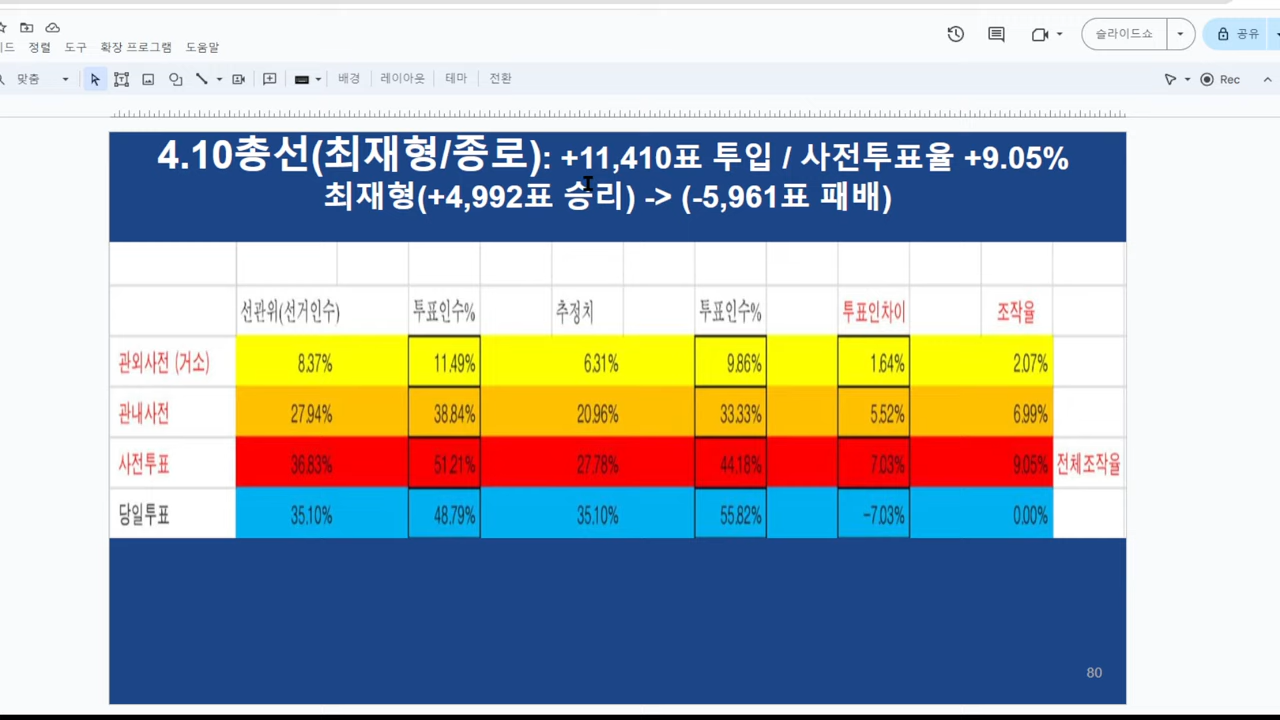 정렬 도구 확장 프로그램 도움말
슬라이드쇼
공유
맞춤
배경 레이아웃 테마 전환
Rec
4.10총선(최재형/종로): +11,410표 투입 / 사전투표율 +9.05%
최재형(+4,992표 승리) -> (-5,961표 패배)
선관위(선거인수) 투표인수% 추정치 투표인수% 투표인차이 조작율
관외사전 (거소) 8.37% 11.49% 6.31% 9.86% 1.64% 2.07%
관내사전 27.94% 38.84% 20.96% 33.33% 5.52% 6.99%
사전투표 36.83% 51.21% 27.78% 44.18% 7.03% 9.05% 전체조작율
당일투표 35.10% 48.79% 35.10% 55.82% -7.03% 0.00%
80